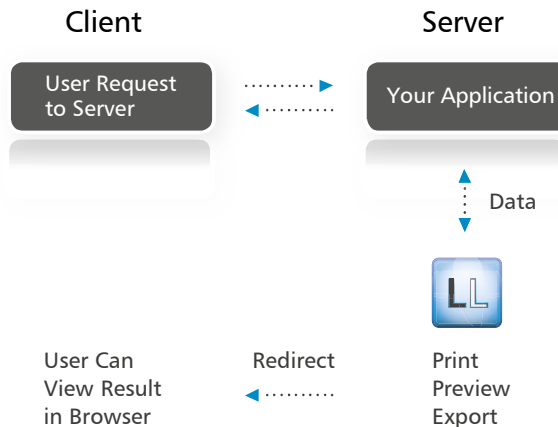 Client
Server
User Request
to Server
Your Application
Data
LL
User Can
View Result
in Browser
Redirect
Print
Preview
Export